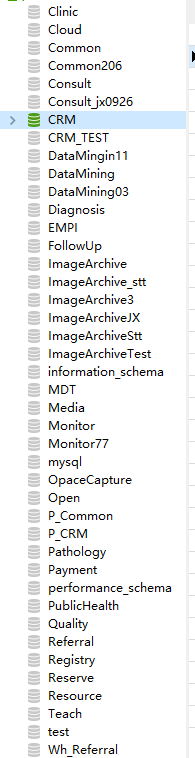 Clinic
Cloud
Common
Common206
Consult
Consult_jx0926
CRM
CRM_TEST
DataMingin11
DataMining
DataMining03
Diagnosis
EMPI
FollowUp
ImageArchive
ImageArchive_stt
ImageArchive3
ImageArchiveJX
ImageArchiveStt
ImageArchiveTest
information_schema
MDT
Media
Monitor
Monitor77
mysql
OpaceCapture
Open
P_Common
P_CRM
Pathology
Payment
performance_schema
PublicHealth
Quality
Referral
Registry
Reserve
Resource
Teach
test
Wh_Referral